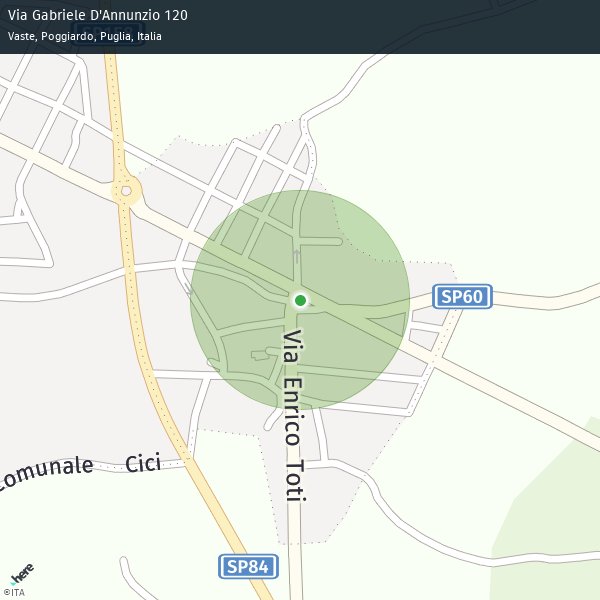 Via Gabriele D'Annunzio 120
Vaste, Poggiardo, Puglia, Italia
SP60
Via Enrico Toti
Comunale Cici
SP84
here
©ITA